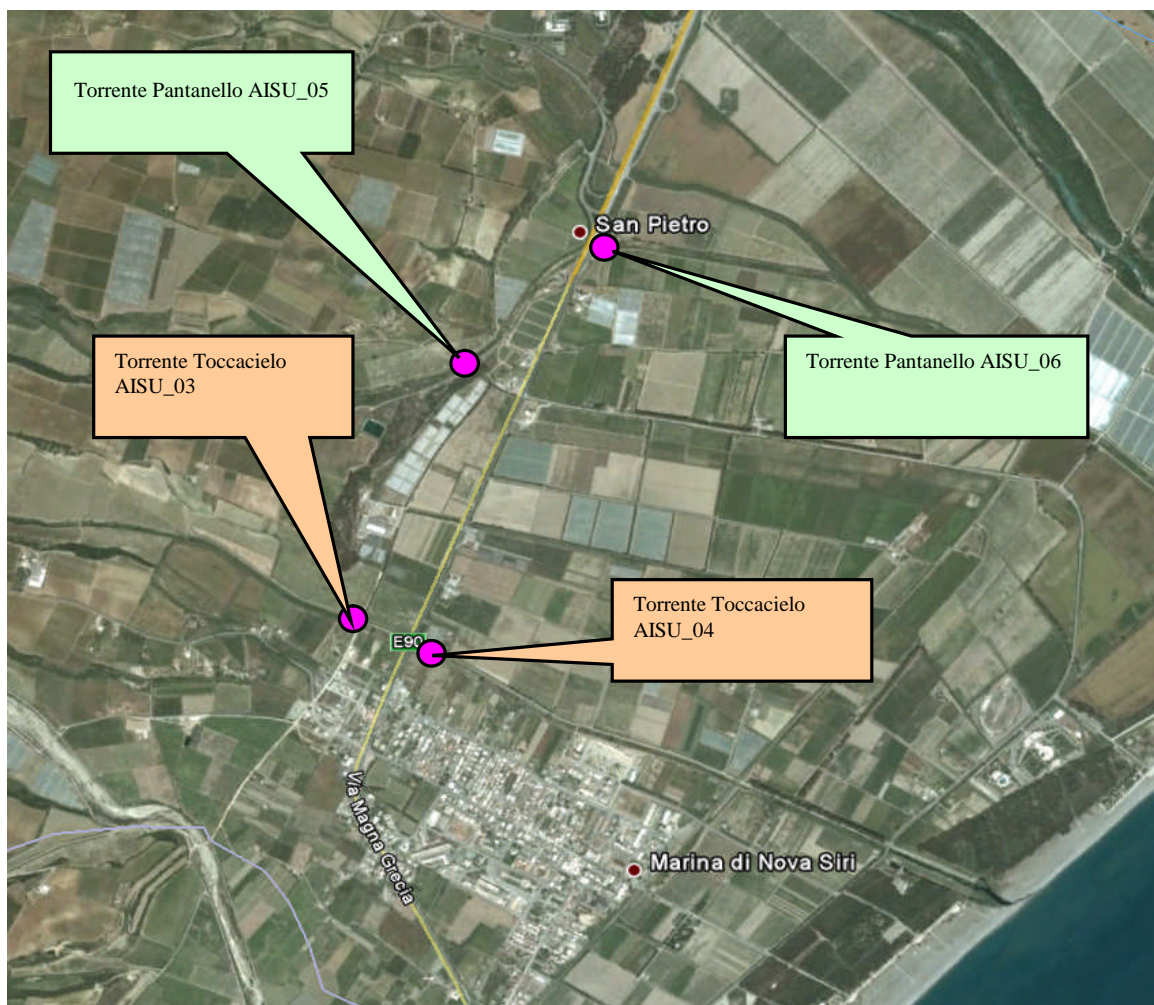 Torrente Pantanello AISU_05
San Pietro
Torrente Toccacielo
AISU_03
Torrente Pantanello AISU_06
Torrente Toccacielo
AISU_04
E90
Via Magna Grecia
Marina di Nova Siri